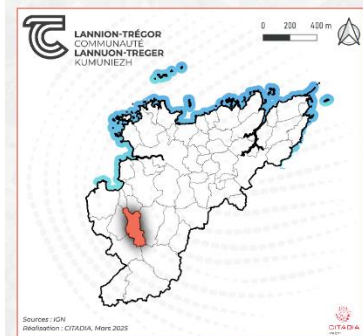 LANNION-TRÉGOR
COMMUNAUTÉ
LANNUON-TREGER
KUMUNIEZH
0 200 400 m
Sources : IGN
Réalisation : CITADIA, Mars 2025
CITADIA